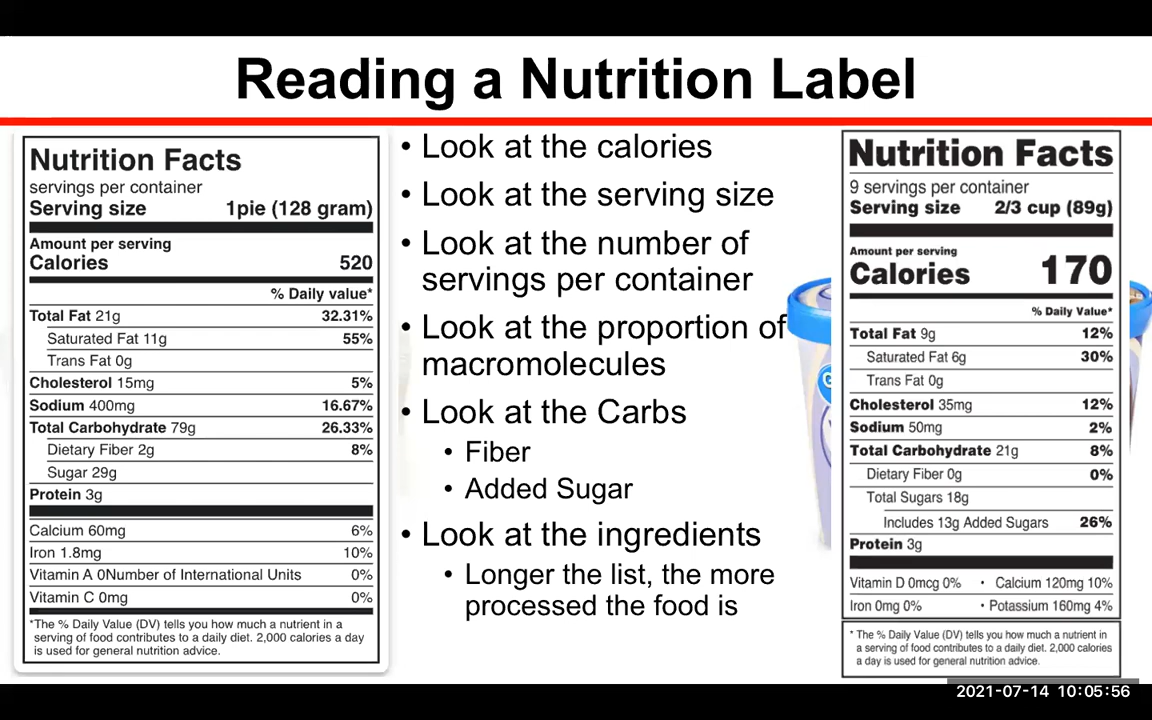 Reading a Nutrition Label
Nutrition Facts
servings per container
Serving size 1pie (128 gram)
Amount per serving
Calories 520
% Daily value*
Total Fat 21g 32.31%
Saturated Fat 11g 55%
Trans Fat 0g
Cholesterol 15mg 5%
Sodium 400mg 16.67%
Total Carbohydrate 79g 26.33%
Dietary Fiber 2g 8%
Sugar 29g
Protein 3g
Calcium 60mg 6%
Iron 1.8mg 10%
Vitamin A 0Number of International Units 0%
Vitamin C 0mg 0%
*The % Daily Value (DV) tells you how much a nutrient in a
serving of food contributes to a daily diet. 2,000 calories a day
is used for general nutrition advice.
• Look at the calories
• Look at the serving size
• Look at the number of
servings per container
• Look at the proportion of
macromolecules
• Look at the Carbs
• Fiber
• Added Sugar
• Look at the ingredients
• Longer the list, the more
processed the food is
Nutrition Facts
9 servings per container
Serving size 2/3 cup (89g)
Amount per serving
Calories 170
% Daily Value*
Total Fat 9g 12%
Saturated Fat 6g 30%
Trans Fat 0g
Cholesterol 35mg 12%
Sodium 50mg 2%
Total Carbohydrate 21g 8%
Dietary Fiber 0g 0%
Total Sugars 18g
Includes 13g Added Sugars 26%
Protein 3g
Vitamin D 0mcg 0% • Calcium 120mg 10%
Iron 0mg 0% • Potassium 160mg 4%
* The % Daily Value (DV) tells you how much a nutrient in
a serving of food contributes to a daily diet. 2,000 calories
a day is used for general nutrition advice.
2021-07-14 10:05:56